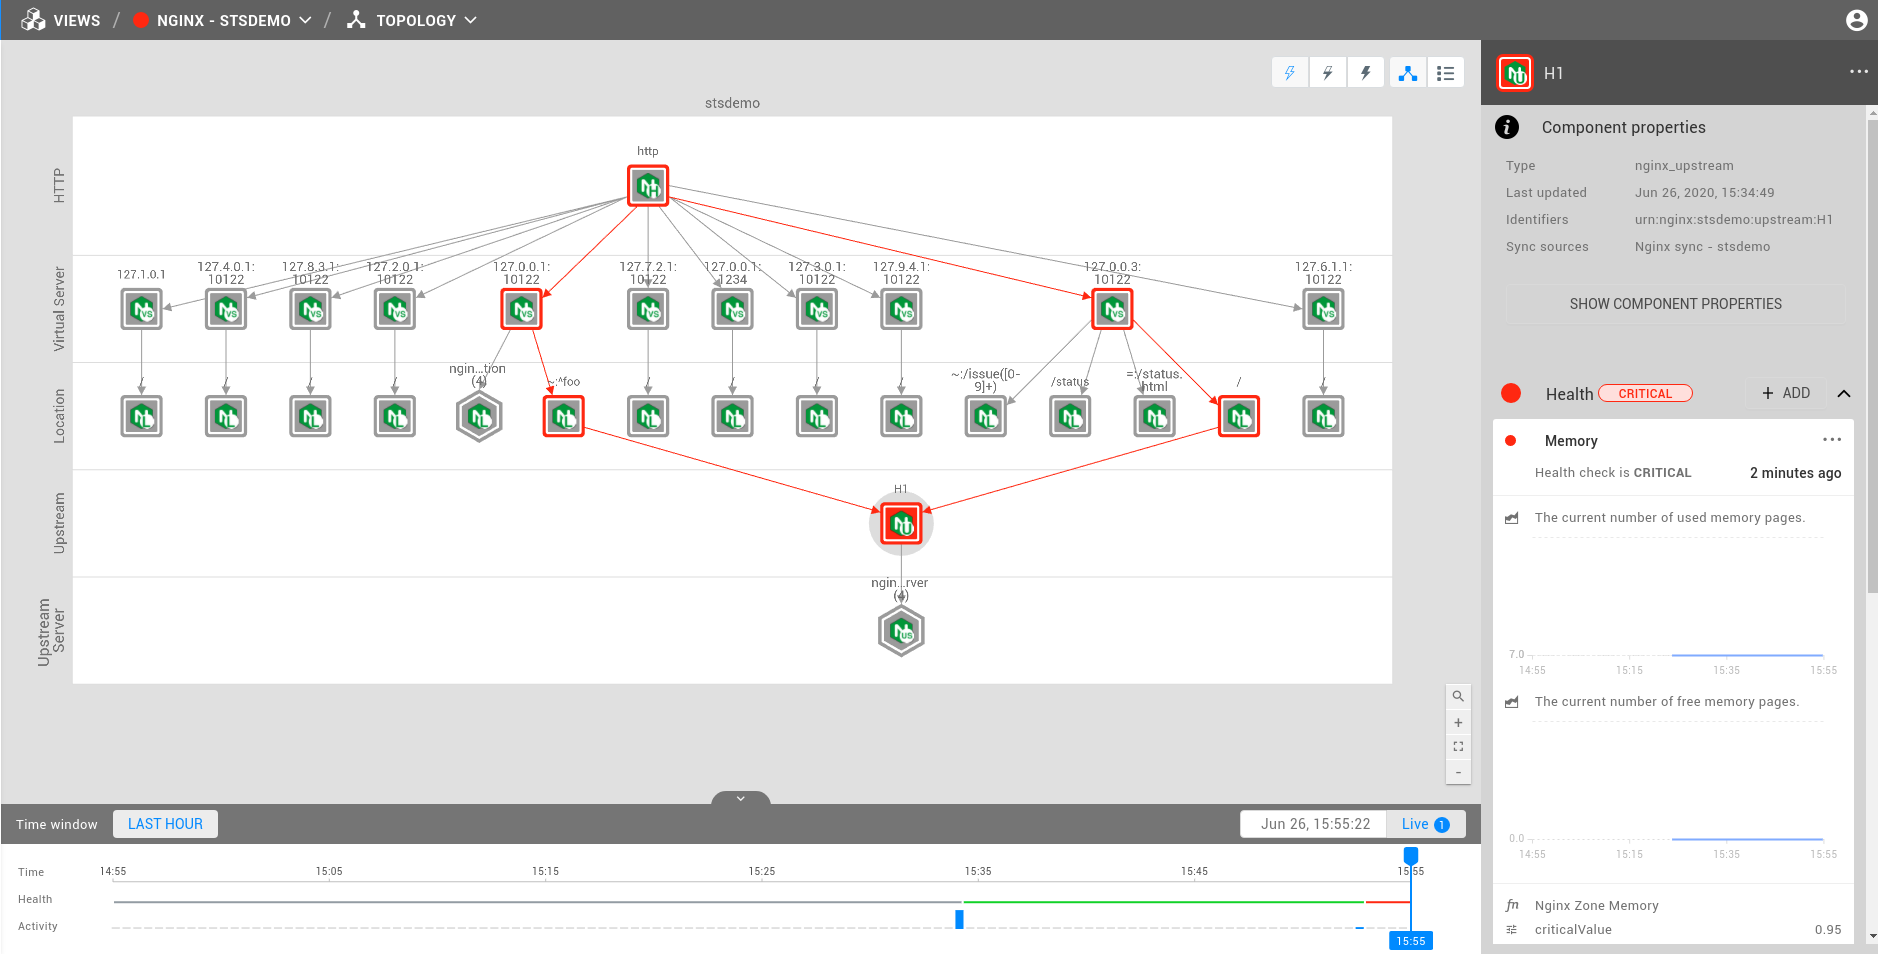 VIEWS / NGINX - STSDEMO / TOPOLOGY
H1
stsdemo
HTTP
http
Virtual Server
127.1.0.1
127.4.0.1:
10122
127.8.3.1:
10122
127.2.0.1:
10122
127.0.0.1:
10122
127.7.2.1:
10122
127.0.0.1:
1234
127.3.0.1:
10122
127.9.4.1:
10122
127.0.0.3:
10122
127.6.1.1:
10122
Location
/
/
/
/
ngin...tion
(4)
~:^foo
/
/
/
/
~:/issue([0-
9]+)
/status
=:/status.
html
/
/
Upstream
H1
Upstream
Server
ngin...rver
(4)
Component properties
Type nginx_upstream
Last updated Jun 26, 2020, 15:34:49
Identifiers urn:nginx:stsdemo:upstream:H1
Sync sources Nginx sync - stsdemo
SHOW COMPONENT PROPERTIES
Health CRITICAL + ADD
Memory
Health check is CRITICAL 2 minutes ago
The current number of used memory pages.
7.0
14:55 15:15 15:35 15:55
The current number of free memory pages.
0.0
14:55 15:15 15:35 15:55
fn Nginx Zone Memory
criticalValue 0.95
Time window LAST HOUR Jun 26, 15:55:22 Live 1
Time 14:55 15:05 15:15 15:25 15:35 15:45 15:55
Health
Activity
15:55